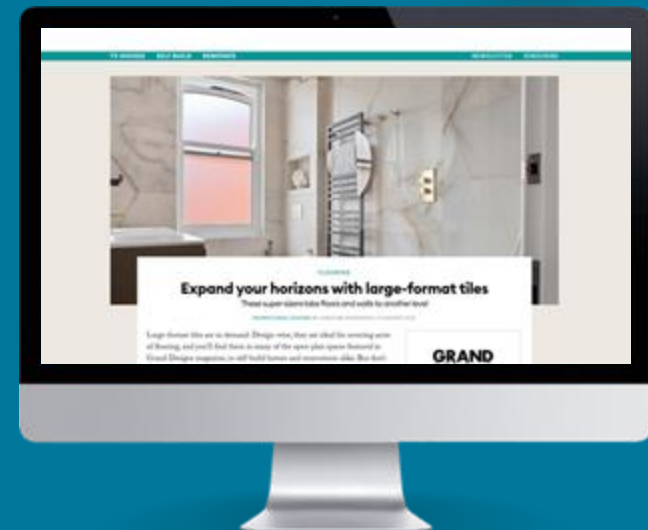 TV HOUSES SELF BUILD RENOVATE NEWSLETTER SUBSCRIBE
FLOORING
Expand your horizons with large-format tiles
These super-sizers take floors and walls to another level
Large-format tiles are in demand. Design-wise, they are ideal for covering areas
of flooring, and you'll find them in many of the open plan spaces featured in
Grand Designs magazine, in self build homes and renovations alike. But don't
GRAND